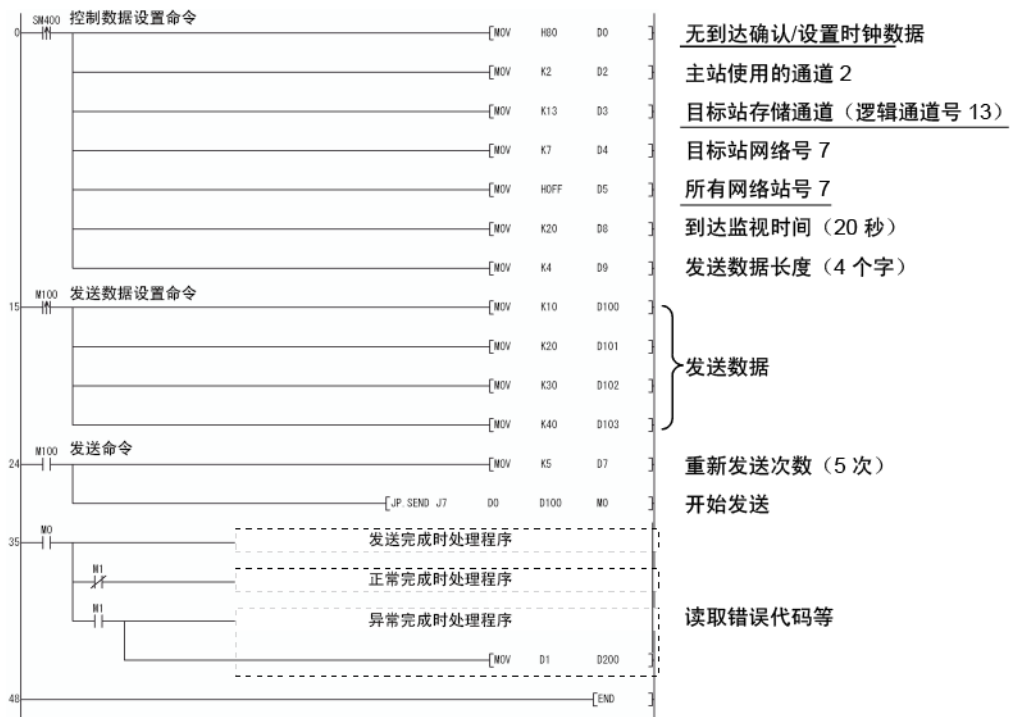 SM400 控制数据设置命令
0 [MOV H80 D0 ] 无到达确认/设置时钟数据
[MOV K2 D2 ] 主站使用的通道 2
[MOV K13 D3 ] 目标站存储通道（逻辑通道号 13）
[MOV K7 D4 ] 目标站网络号 7
[MOV H0FF D5 ] 所有网络站号 7
[MOV K20 D8 ] 到达监视时间（20 秒）
[MOV K4 D9 ] 发送数据长度（4 个字）
M100 发送数据设置命令
15 [MOV K10 D100 ]
[MOV K20 D101 ]
发送数据
[MOV K30 D102 ]
[MOV K40 D103 ]
M100 发送命令
24 [MOV K5 D7 ] 重新发送次数（5 次）
[JP.SEND J7 D0 D100 M0 ] 开始发送
M0
35 发送完成时处理程序
M1
正常完成时处理程序
M1
异常完成时处理程序 读取错误代码等
[MOV D1 D200 ]
48 [END ]